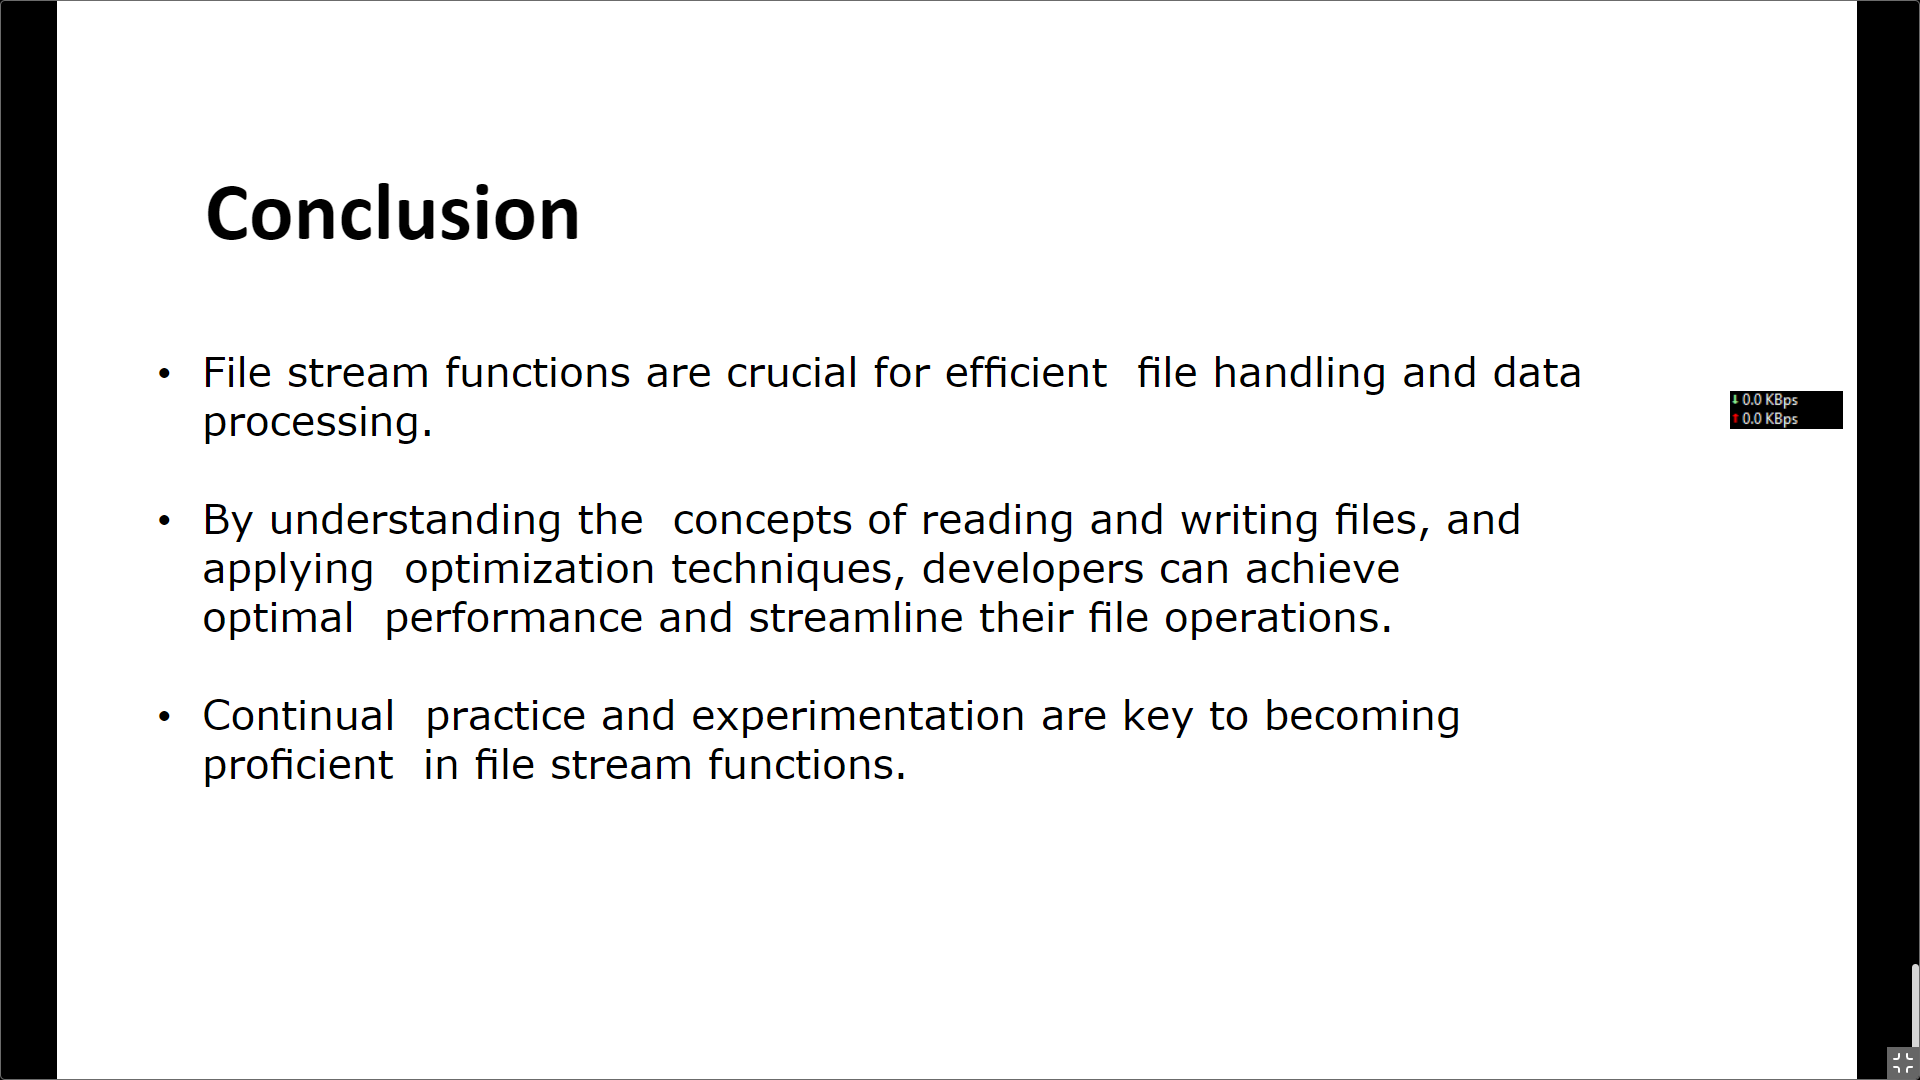 Conclusion
• File stream functions are crucial for efficient  file handling and data
processing.
↓ 0.0 KBps
↑ 0.0 KBps
• By understanding the  concepts of reading and writing files, and
applying  optimization techniques, developers can achieve
optimal  performance and streamline their file operations.
• Continual  practice and experimentation are key to becoming
proficient  in file stream functions.